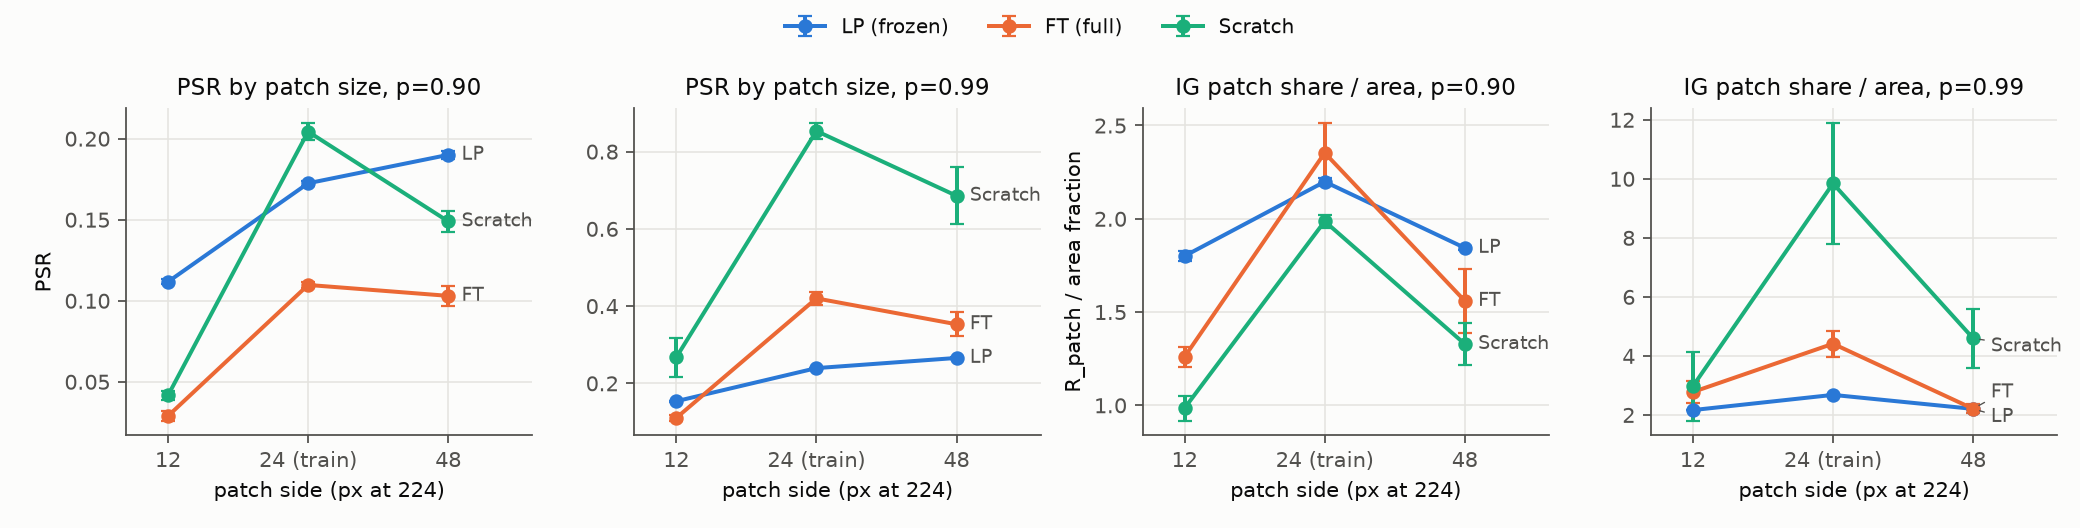 LP (frozen)
FT (full)
Scratch
PSR by patch size, p=0.90
PSR
0.20
0.15
0.10
0.05
LP
Scratch
FT
12
24 (train)
48
patch side (px at 224)
PSR by patch size, p=0.99
0.8
0.6
0.4
0.2
Scratch
FT
LP
12
24 (train)
48
patch side (px at 224)
IG patch share / area, p=0.90
R_patch / area fraction
2.5
2.0
1.5
1.0
LP
FT
Scratch
12
24 (train)
48
patch side (px at 224)
IG patch share / area, p=0.99
12
10
8
6
4
2
Scratch
FT
LP
12
24 (train)
48
patch side (px at 224)